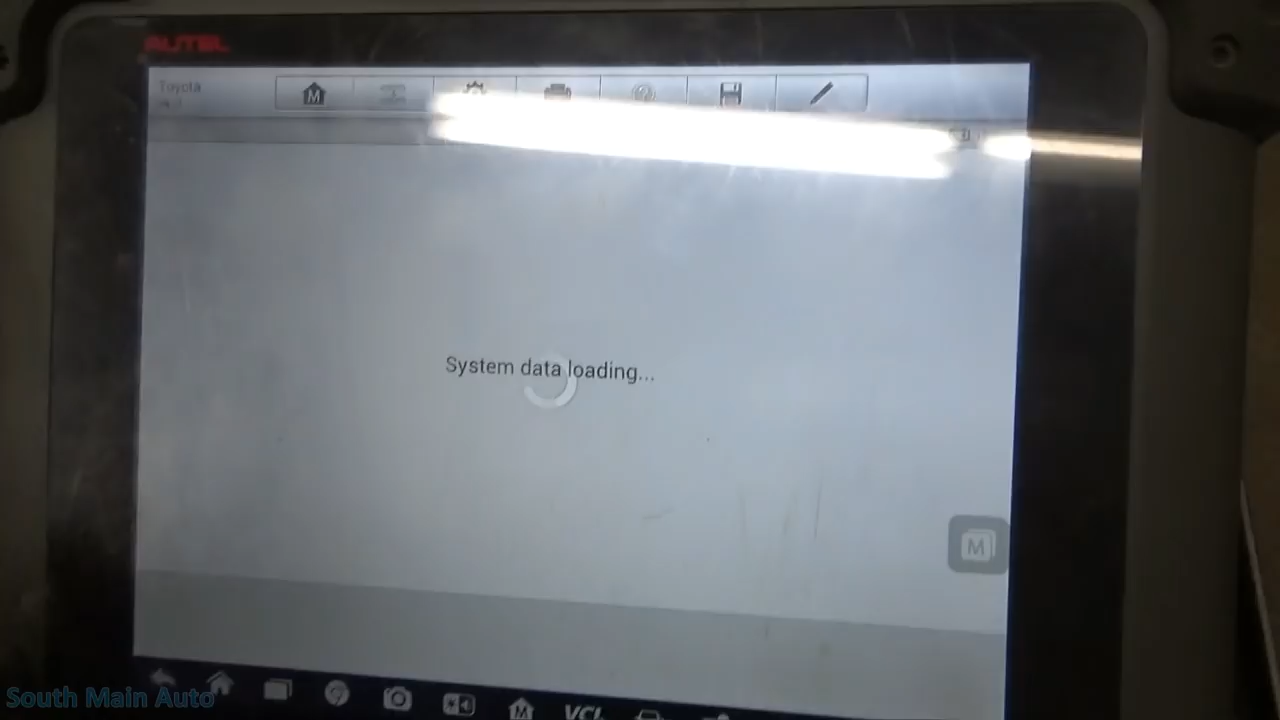 AUTEL
Toyota
M
System data loading...
M
M
VCI
South Main Auto